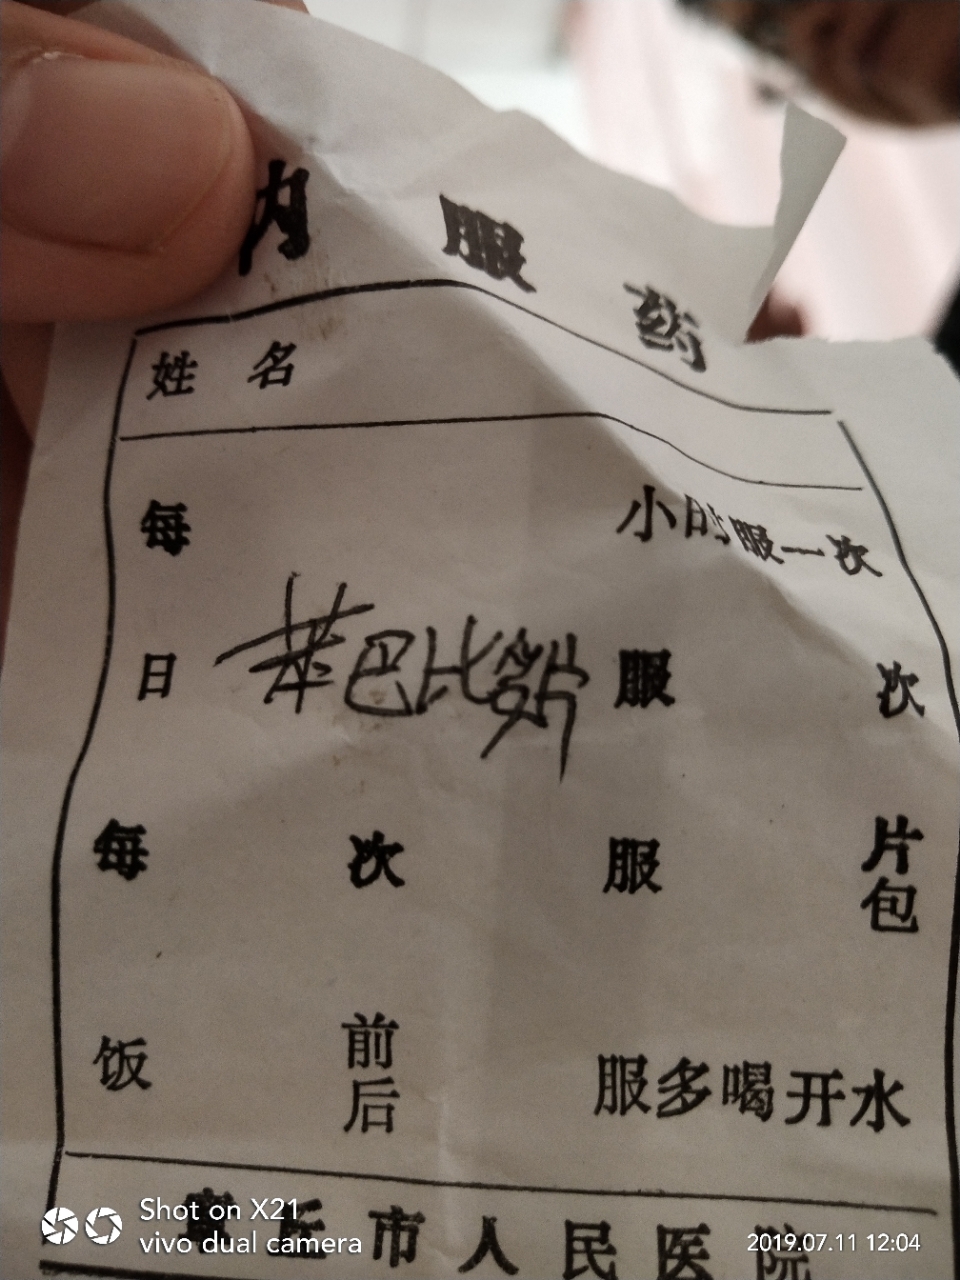 内服药
姓名
每 小时服一次
日 苯巴比妥片 服 次
每 次 服 片
包
饭 前
后 服多喝开水
市人民医院
Shot on X21
vivo dual camera
2019.07.11 12:04